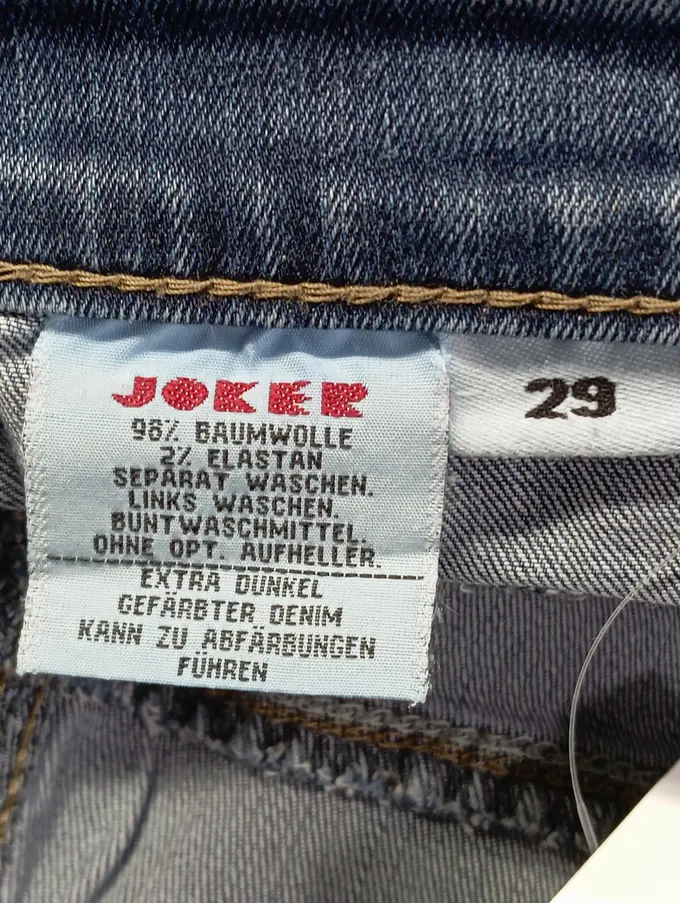 JOKER
29
98% BAUMWOLLE
2% ELASTAN
SEPARAT WASCHEN.
LINKS WASCHEN.
BUNTWASCHMITTEL.
OHNE OPT. AUFHELLER.
EXTRA DUNKEL
GEFÄRBTER DENIM
KANN ZU ABFÄRBUNGEN
FÜHREN